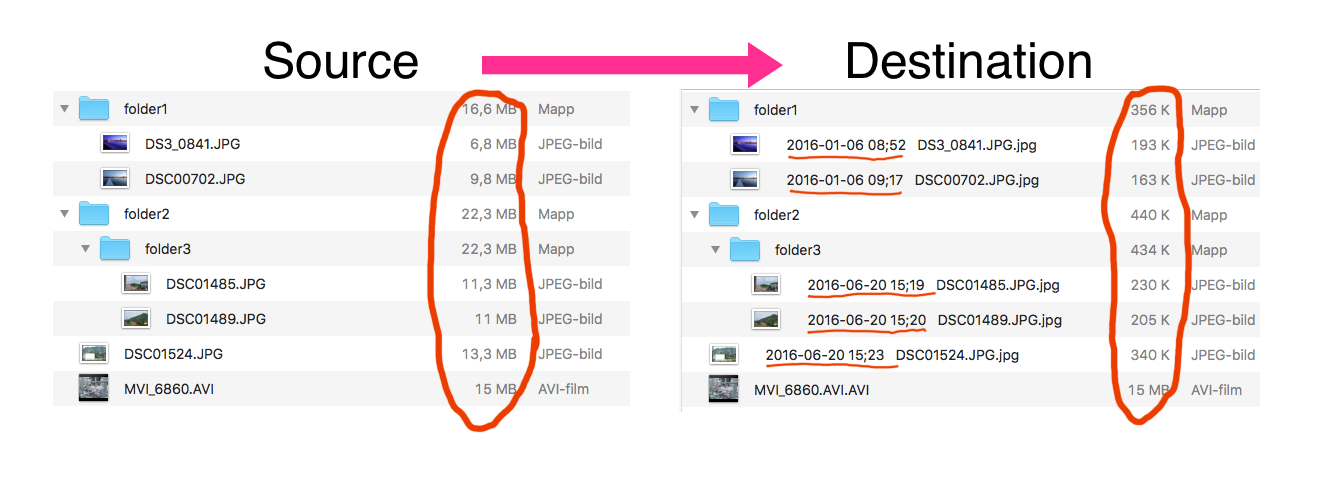 Source
Destination
folder1 16,6 MB Mapp
DS3_0841.JPG 6,8 MB JPEG-bild
DSC00702.JPG 9,8 MB JPEG-bild
folder2 22,3 MB Mapp
folder3 22,3 MB Mapp
DSC01485.JPG 11,3 MB JPEG-bild
DSC01489.JPG 11 MB JPEG-bild
DSC01524.JPG 13,3 MB JPEG-bild
MVI_6860.AVI 15 MB AVI-film
folder1 356 K Mapp
2016-01-06 08;52 DS3_0841.JPG.jpg 193 K JPEG-bild
2016-01-06 09;17 DSC00702.JPG.jpg 163 K JPEG-bild
folder2 440 K Mapp
folder3 434 K Mapp
2016-06-20 15;19 DSC01485.JPG.jpg 230 K JPEG-bild
2016-06-20 15;20 DSC01489.JPG.jpg 205 K JPEG-bild
2016-06-20 15;23 DSC01524.JPG.jpg 340 K JPEG-bild
MVI_6860.AVI.AVI 15 MB AVI-film